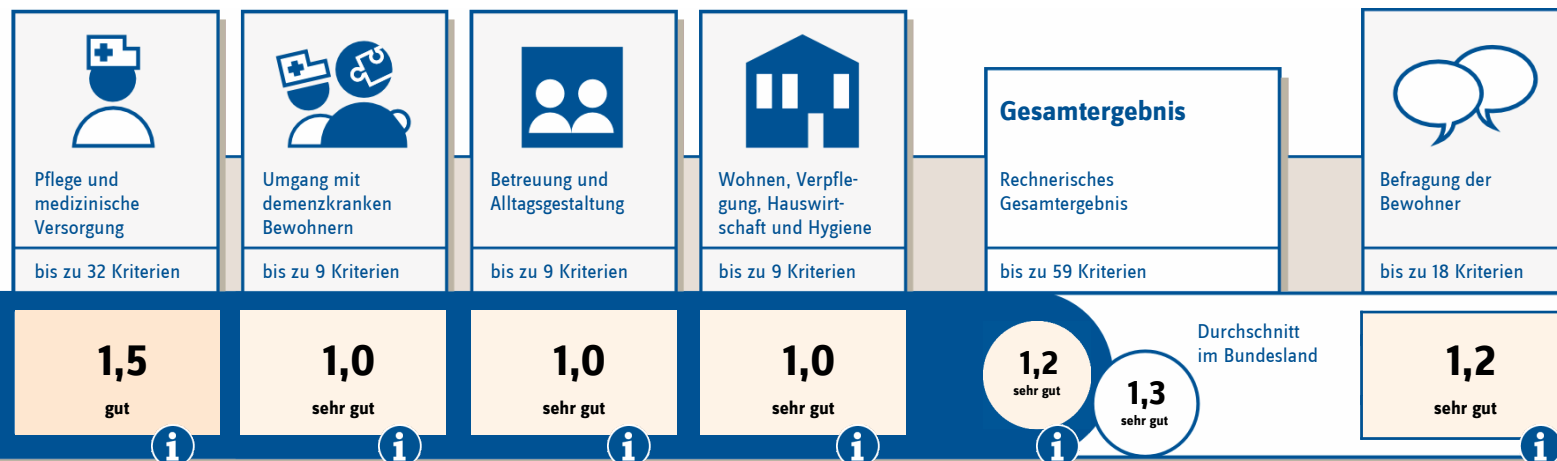 Pflege und
medizinische
Versorgung
bis zu 32 Kriterien
1,5
gut
Umgang mit
demenzkranken
Bewohnern
bis zu 9 Kriterien
1,0
sehr gut
Betreuung und
Alltagsgestaltung
bis zu 9 Kriterien
1,0
sehr gut
Wohnen, Verpfle-
gung, Hauswirt-
schaft und Hygiene
bis zu 9 Kriterien
1,0
sehr gut
Gesamtergebnis
Rechnerisches
Gesamtergebnis
bis zu 59 Kriterien
1,2
sehr gut
1,3
sehr gut
Durchschnitt
im Bundesland
Befragung der
Bewohner
bis zu 18 Kriterien
1,2
sehr gut